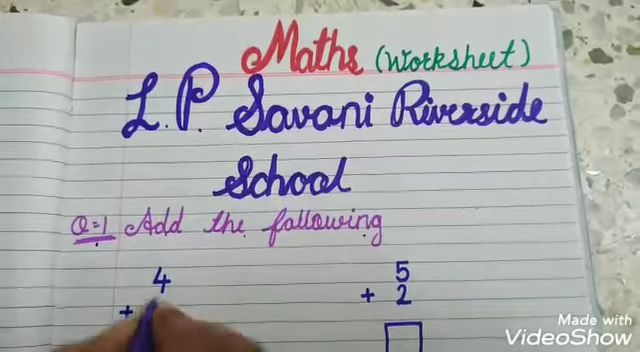 Maths (Worksheet)
L.P. Savani Riverside
School
Q=1 Add the following
4 5
+ + 2
Made with
VideoShow